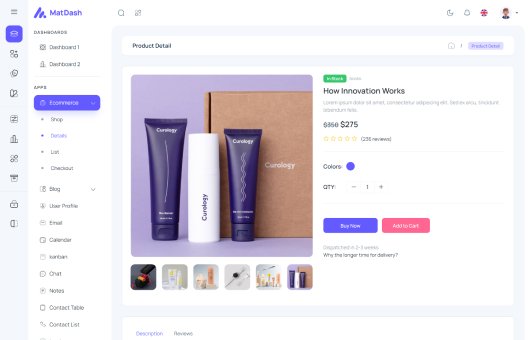 MatDash
DASHBOARDS
Dashboard 1
Dashboard 2
APPS
Ecommerce
Shop
Details
List
Checkout
Blog
User Profile
Email
Calendar
kanban
Chat
Notes
Contact Table
Contact List
Product Detail
/ Product Detail
Curology
Curology
Curology
Curology
In Stock books
How Innovation Works
Lorem ipsum dolor sit amet, consectetur adipiscing elit. Sed ex arcu, tincidunt
bibendum felis.
$350 $275
(236 reviews)
Colors:
QTY:
− 1 +
Buy Now
Add to Cart
Dispatched in 2-3 weeks
Why the longer time for delivery?
Description
Reviews